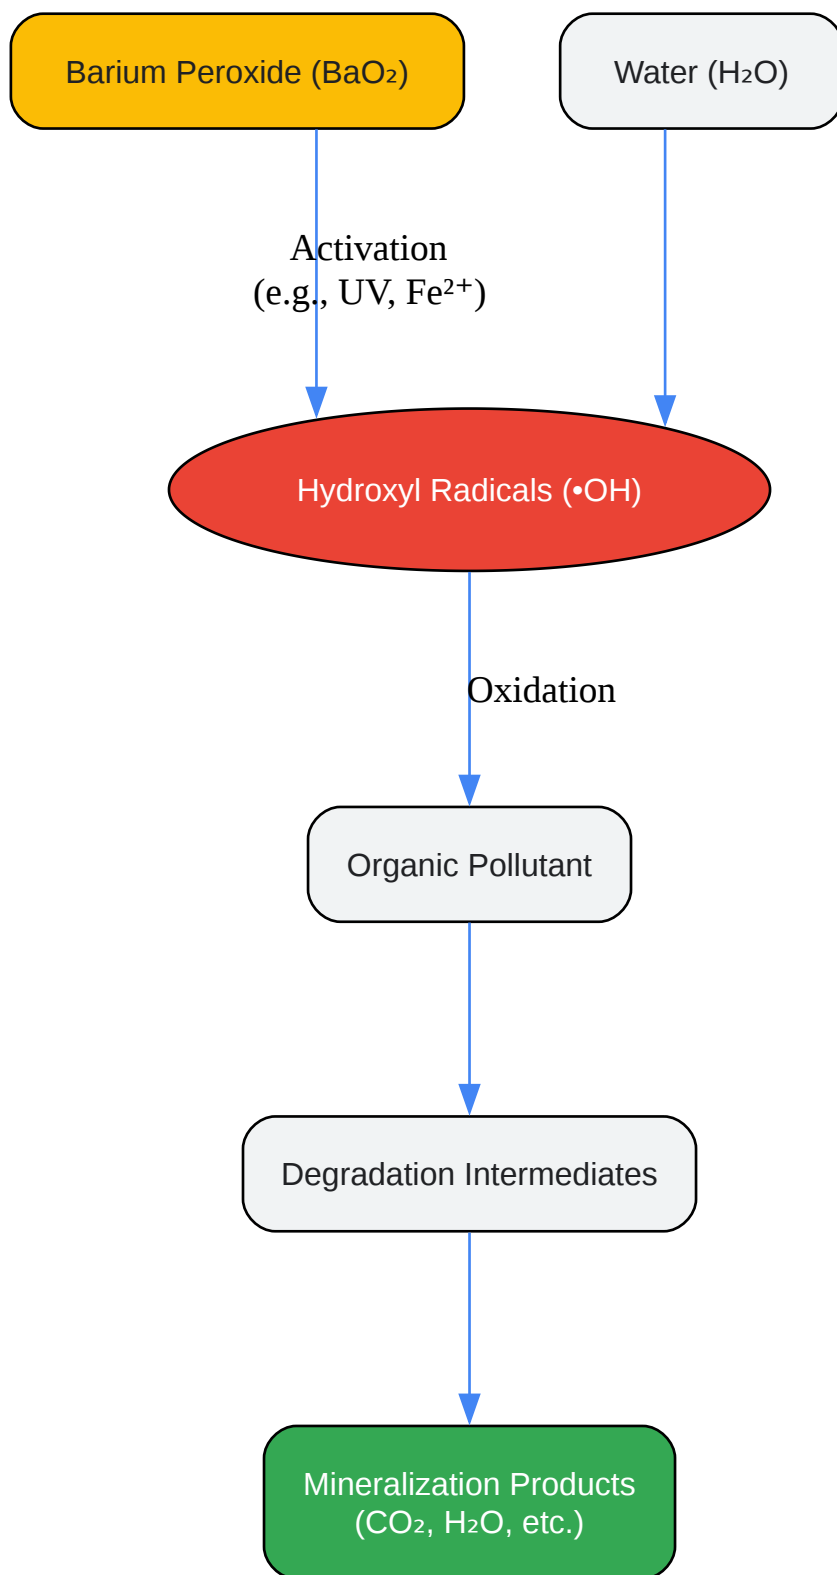 Barium Peroxide (BaO₂)
Water (H₂O)
Activation
(e.g., UV, Fe²⁺)
Hydroxyl Radicals (•OH)
Oxidation
Organic Pollutant
Degradation Intermediates
Mineralization Products
(CO₂, H₂O, etc.)